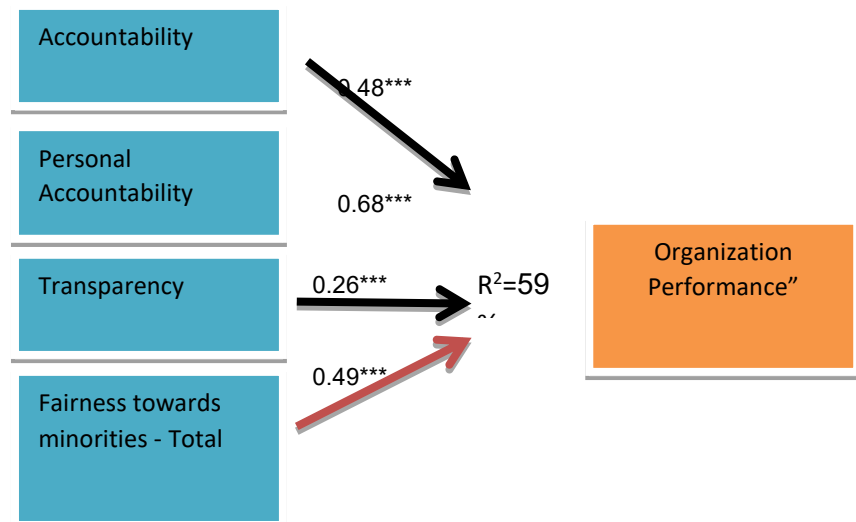 Accountability
0.48***
Personal
Accountability
0.68***
Transparency
0.26***
R²=59
%
Organization
Performance”
0.49***
Fairness towards
minorities - Total